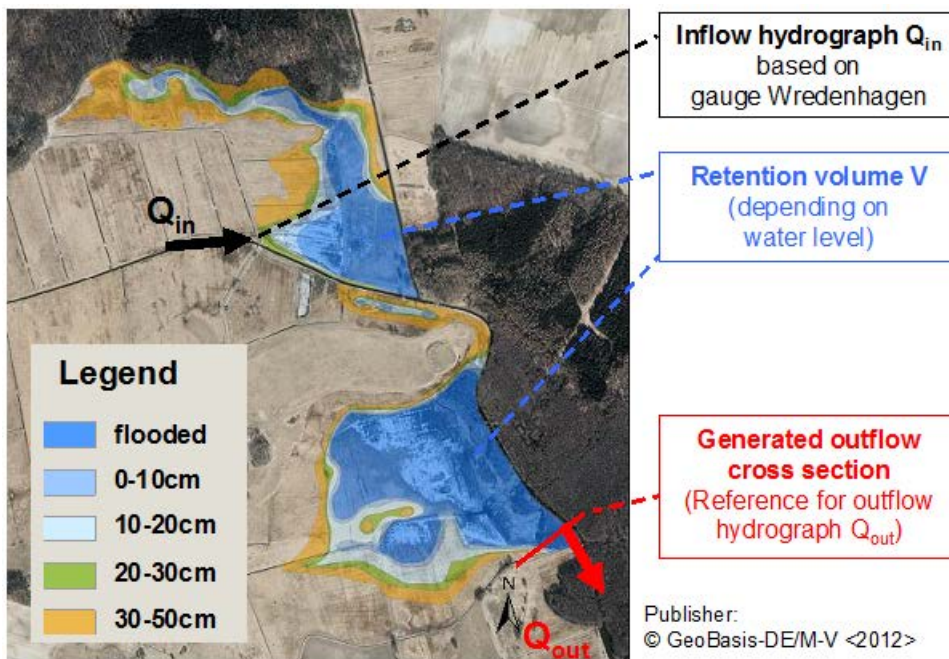 Inflow hydrograph Qin
based on
gauge Wredenhagen
Retention volume V
(depending on
water level)
Qin
Legend
flooded
0-10cm
10-20cm
20-30cm
30-50cm
Generated outflow
cross section
(Reference for outflow
hydrograph Qout)
N
Qout
Publisher:
© GeoBasis-DE/M-V <2012>